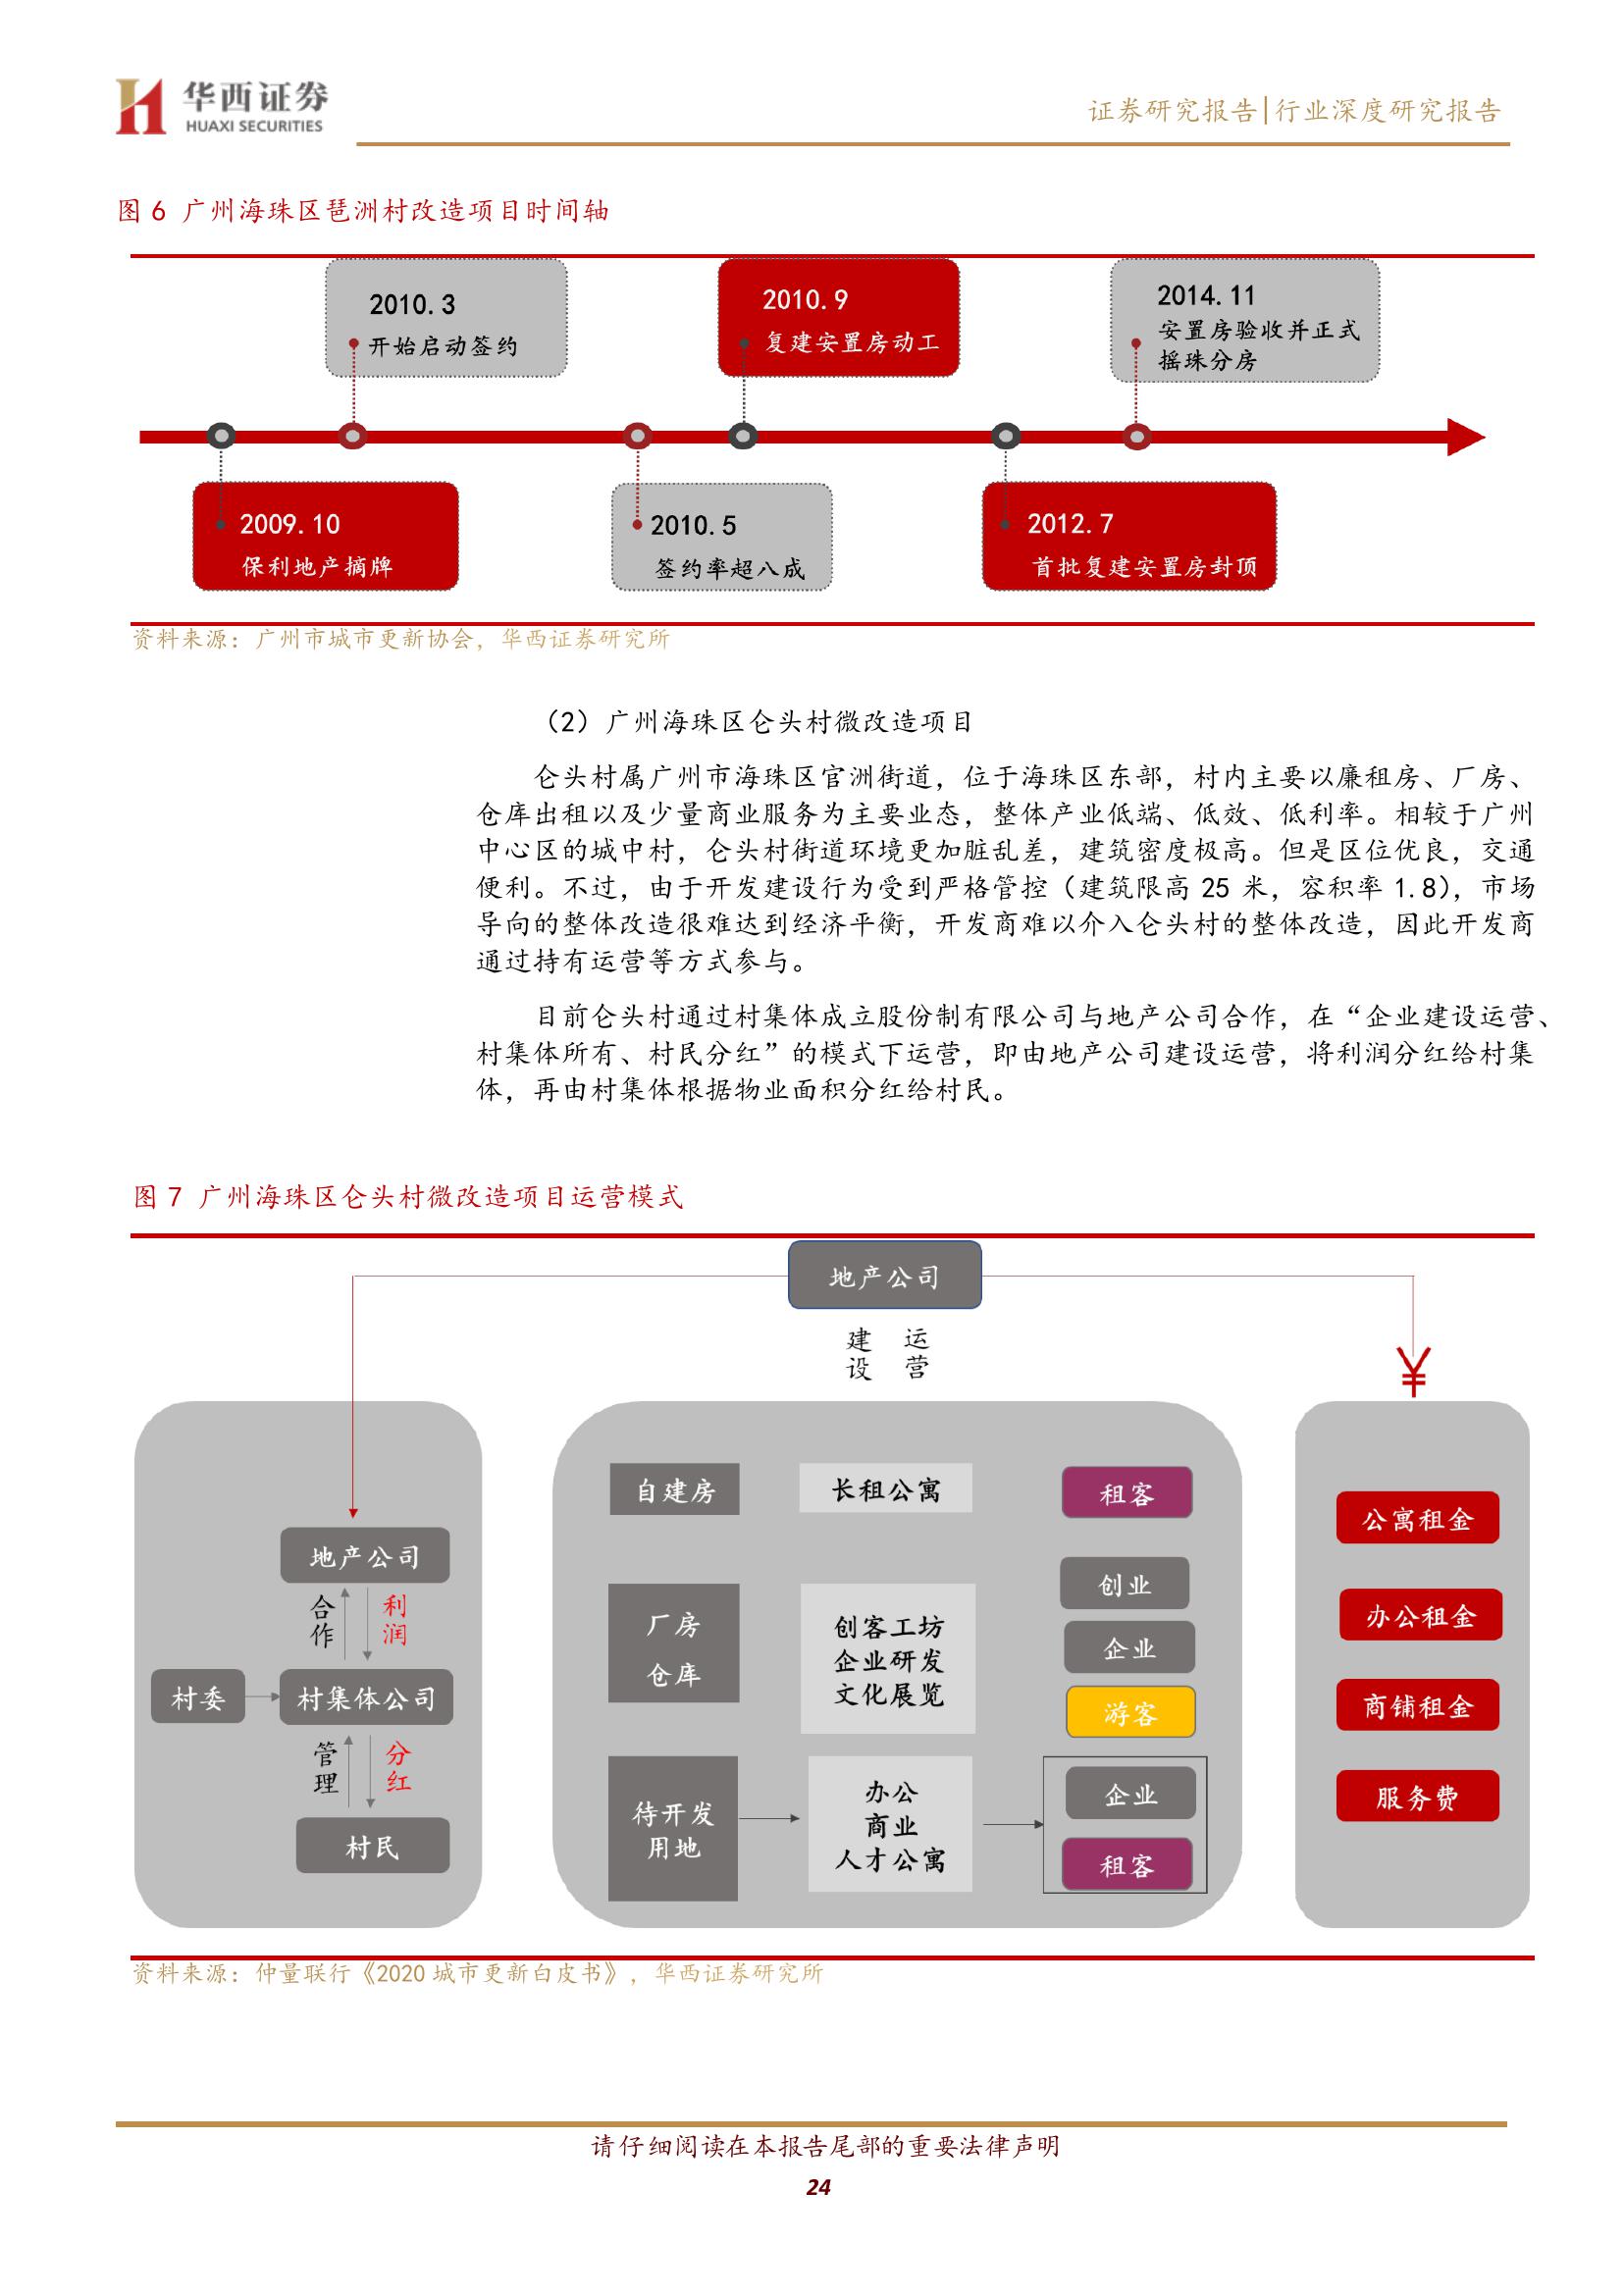 华西证券
HUAXI SECURITIES
证券研究报告|行业深度研究报告
图 6 广州海珠区琶洲村改造项目时间轴
2010.3
开始启动签约
2010.9
复建安置房动工
2014.11
安置房验收并正式
摇珠分房
2009.10
保利地产摘牌
2010.5
签约率超八成
2012.7
首批复建安置房封顶
资料来源：广州市城市更新协会，华西证券研究所
（2）广州海珠区仑头村微改造项目
仑头村属广州市海珠区官洲街道，位于海珠区东部，村内主要以廉租房、厂房、
仓库出租以及少量商业服务为主要业态，整体产业低端、低效、低利率。相较于广州
中心区的城中村，仑头村街道环境更加脏乱差，建筑密度极高。但是区位优良，交通
便利。不过，由于开发建设行为受到严格管控（建筑限高 25 米，容积率 1.8），市场
导向的整体改造很难达到经济平衡，开发商难以介入仑头村的整体改造，因此开发商
通过持有运营等方式参与。
目前仑头村通过村集体成立股份制有限公司与地产公司合作，在“企业建设运营、
村集体所有、村民分红”的模式下运营，即由地产公司建设运营，将利润分红给村集
体，再由村集体根据物业面积分红给村民。
图 7 广州海珠区仑头村微改造项目运营模式
地产公司
建设
运营
¥
地产公司
合作
利润
村委
村集体公司
管理
分红
村民
自建房
长租公寓
租客
厂房
仓库
创客工坊
企业研发
文化展览
创业
企业
游客
待开发
用地
办公
商业
人才公寓
企业
租客
公寓租金
办公租金
商铺租金
服务费
资料来源：仲量联行《2020 城市更新白皮书》，华西证券研究所
请仔细阅读在本报告尾部的重要法律声明
24